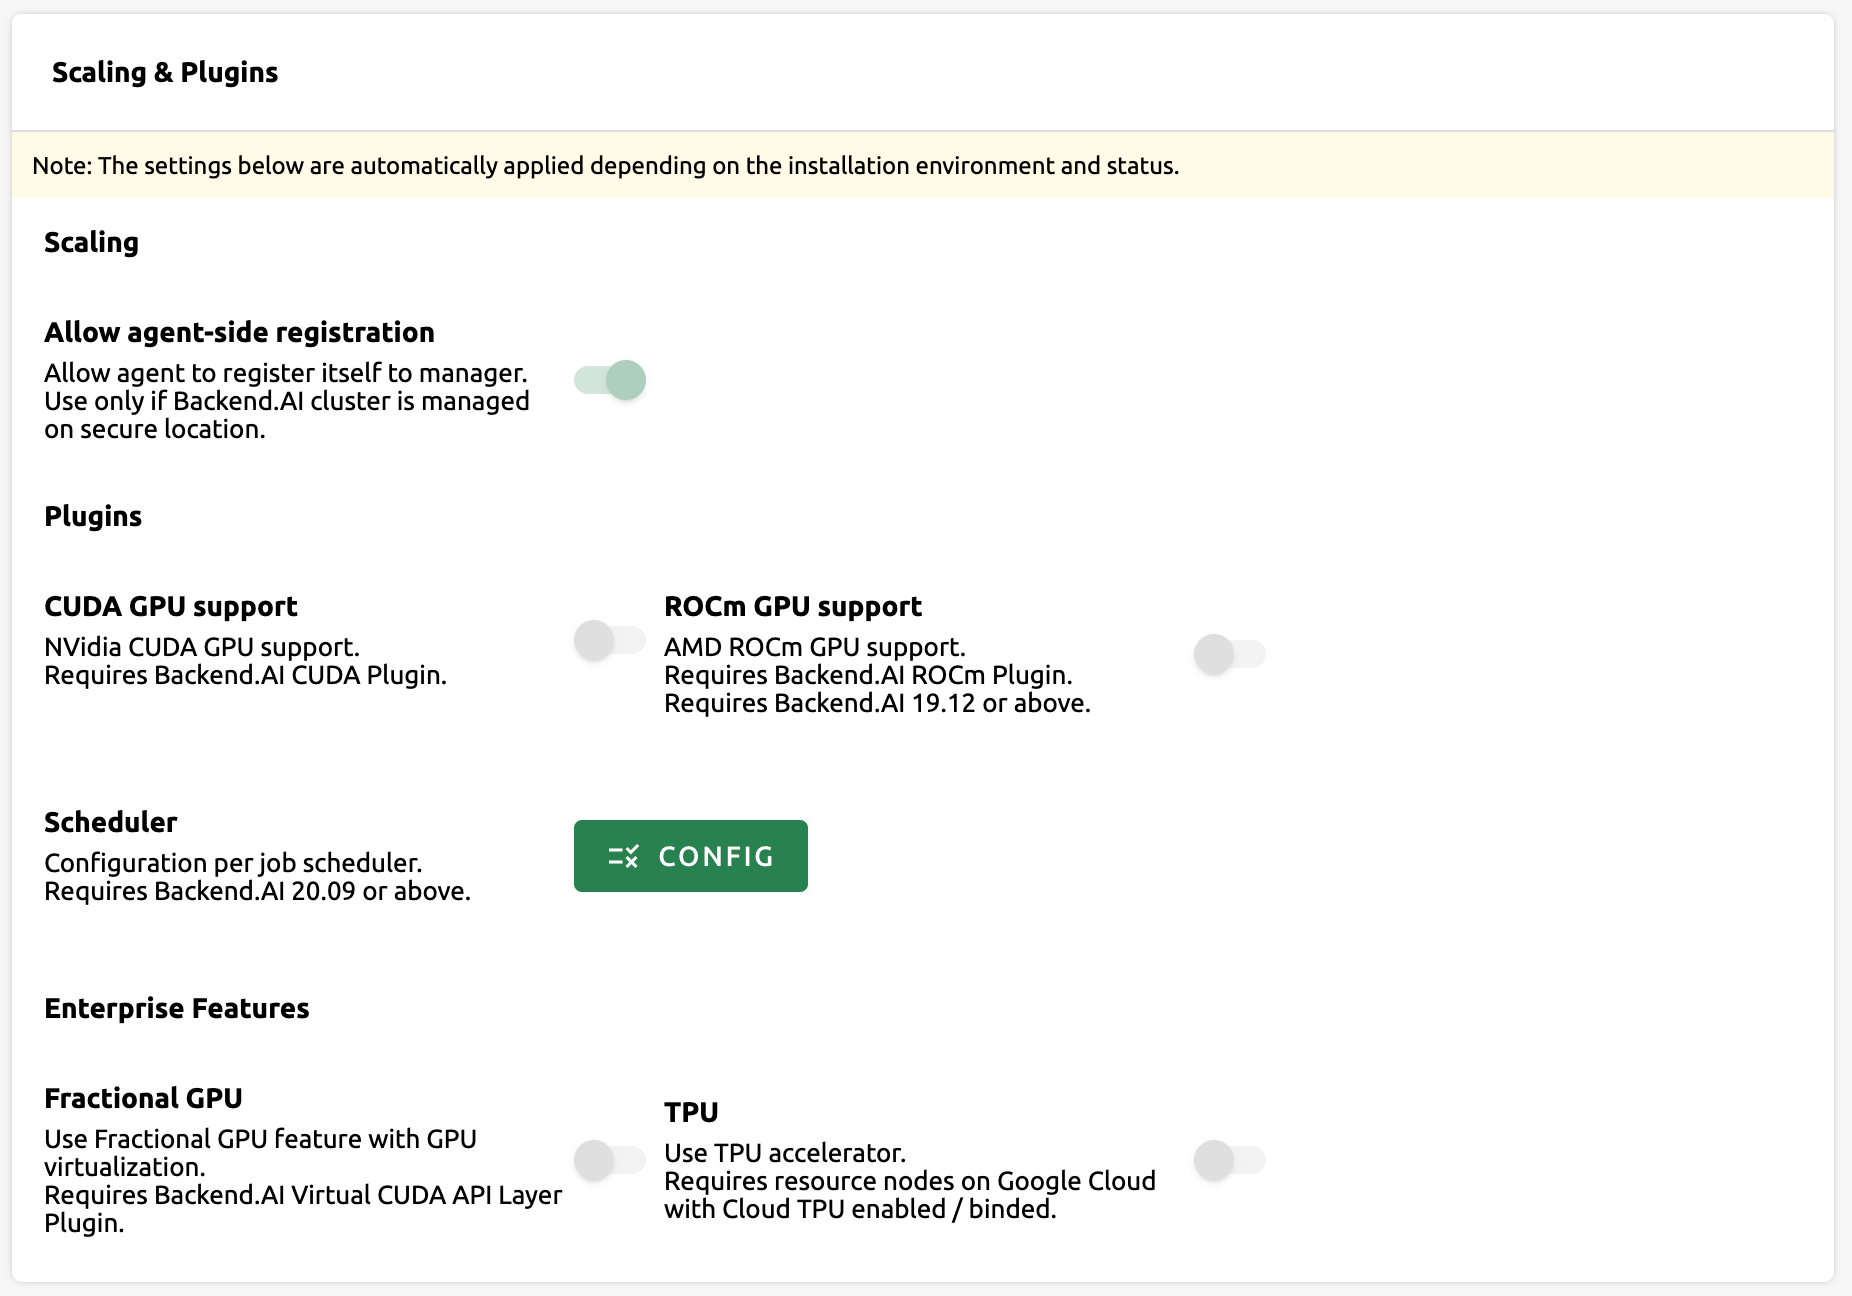 Scaling & Plugins
Note: The settings below are automatically applied depending on the installation environment and status.
Scaling
Allow agent-side registration
Allow agent to register itself to manager.
Use only if Backend.AI cluster is managed
on secure location.
Plugins
CUDA GPU support
NVidia CUDA GPU support.
Requires Backend.AI CUDA Plugin.
ROCm GPU support
AMD ROCm GPU support.
Requires Backend.AI ROCm Plugin.
Requires Backend.AI 19.12 or above.
Scheduler
Configuration per job scheduler.
Requires Backend.AI 20.09 or above.
CONFIG
Enterprise Features
Fractional GPU
Use Fractional GPU feature with GPU
virtualization.
Requires Backend.AI Virtual CUDA API Layer
Plugin.
TPU
Use TPU accelerator.
Requires resource nodes on Google Cloud
with Cloud TPU enabled / binded.